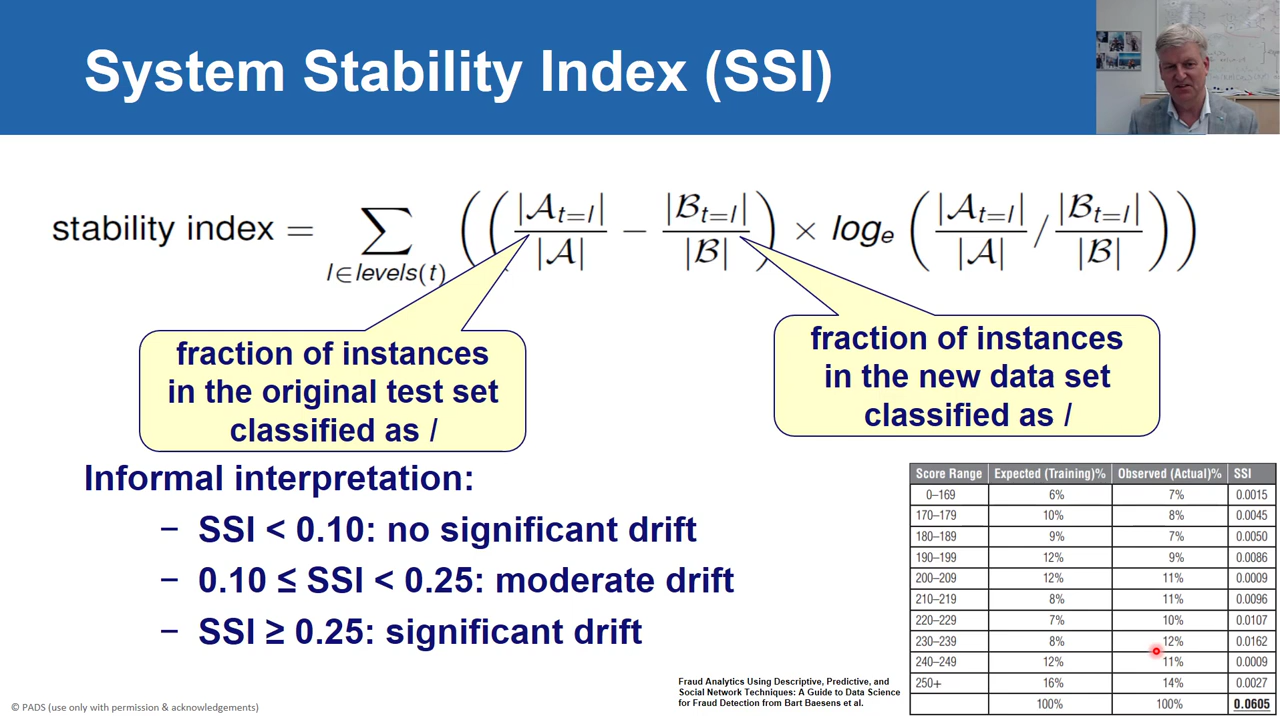 System Stability Index (SSI)
stability index = ∑ l∈levels(t) ( ( |𝒜t=l| / |𝒜| − |ℬt=l| / |ℬ| ) × logₑ ( |𝒜t=l| / |𝒜| / |ℬt=l| / |ℬ| ) )
fraction of instances
in the original test set
classified as l
fraction of instances
in the new data set
classified as l
Informal interpretation:
− SSI < 0.10: no significant drift
− 0.10 ≤ SSI < 0.25: moderate drift
− SSI ≥ 0.25: significant drift
Score Range Expected (Training)% Observed (Actual)% SSI
0–169 6% 7% 0.0015
170–179 10% 8% 0.0045
180–189 9% 7% 0.0050
190–199 12% 9% 0.0086
200–209 12% 11% 0.0009
210–219 8% 11% 0.0096
220–229 7% 10% 0.0107
230–239 8% 12% 0.0162
240–249 12% 11% 0.0009
250+ 16% 14% 0.0027
100% 100% 0.0605
Fraud Analytics Using Descriptive, Predictive, and
Social Network Techniques: A Guide to Data Science
for Fraud Detection from Bart Baesens et al.
© PADS (use only with permission & acknowledgements)